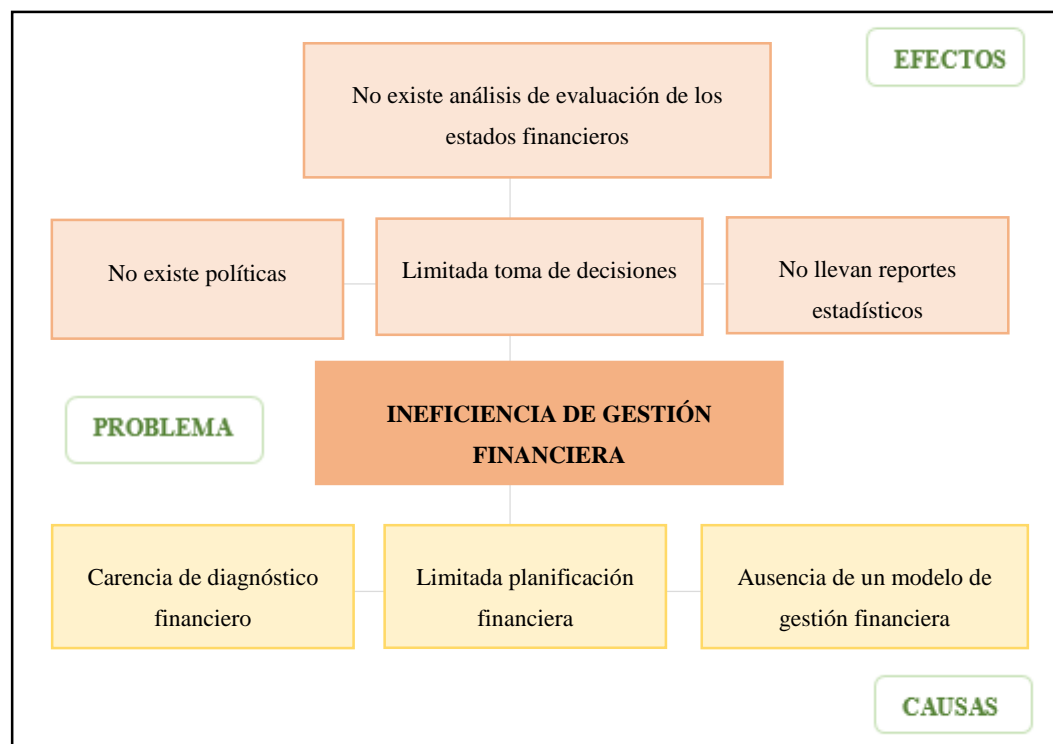 EFECTOS
No existe análisis de evaluación de los
estados financieros
No existe políticas
Limitada toma de decisiones
No llevan reportes
estadísticos
PROBLEMA
INEFICIENCIA DE GESTIÓN
FINANCIERA
Carencia de diagnóstico
financiero
Limitada planificación
financiera
Ausencia de un modelo de
gestión financiera
CAUSAS